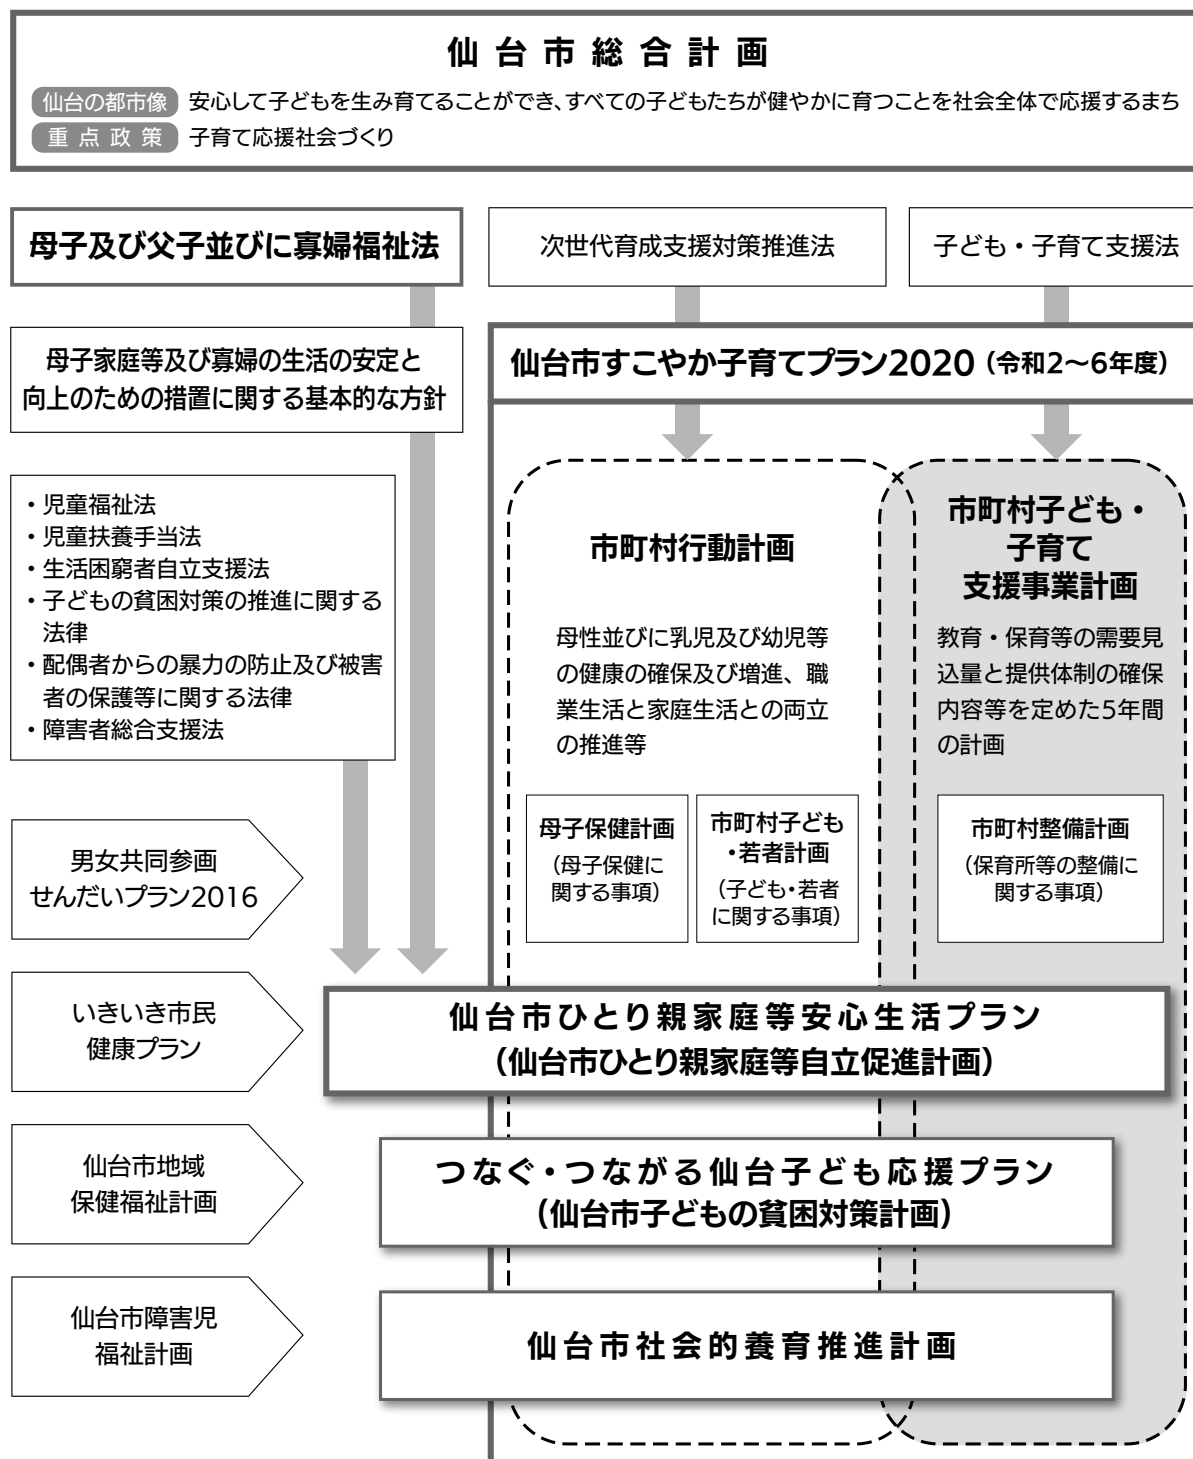 仙台市総合計画
仙台の都市像 安心して子どもを生み育てることができ、すべての子どもたちが健やかに育つことを社会全体で応援するまち
重点政策 子育て応援社会づくり
母子及び父子並びに寡婦福祉法
次世代育成支援対策推進法
子ども・子育て支援法
母子家庭等及び寡婦の生活の安定と
向上のための措置に関する基本的な方針
仙台市すこやか子育てプラン2020（令和2～6年度）
・児童福祉法
・児童扶養手当法
・生活困窮者自立支援法
・子どもの貧困対策の推進に関する
法律
・配偶者からの暴力の防止及び被害
者の保護等に関する法律
・障害者総合支援法
市町村行動計画
母性並びに乳児及び幼児等
の健康の確保及び増進、職
業生活と家庭生活との両立
の推進等
市町村子ども・
子育て
支援事業計画
教育・保育等の需要見
込量と提供体制の確保
内容等を定めた5年間
の計画
母子保健計画
（母子保健に
関する事項）
市町村子ども
・若者計画
（子ども・若者
に関する事項）
市町村整備計画
（保育所等の整備に
関する事項）
男女共同参画
せんだいプラン2016
いきいき市民
健康プラン
仙台市地域
保健福祉計画
仙台市障害児
福祉計画
仙台市ひとり親家庭等安心生活プラン
（仙台市ひとり親家庭等自立促進計画）
つなぐ・つながる仙台子ども応援プラン
（仙台市子どもの貧困対策計画）
仙台市社会的養育推進計画